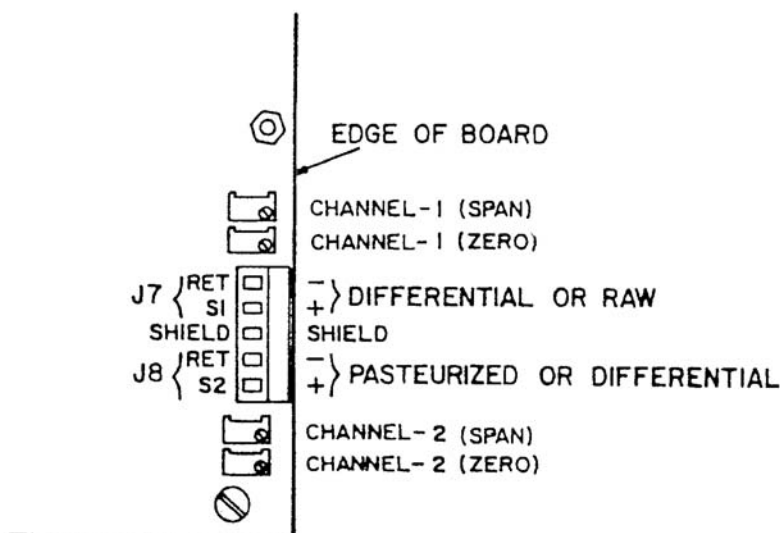 EDGE OF BOARD
CHANNEL-1 (SPAN)
CHANNEL-1 (ZERO)
J7 { RET - } DIFFERENTIAL OR RAW
S1 +
SHIELD SHIELD
J8 { RET - } PASTEURIZED OR DIFFERENTIAL
S2 +
CHANNEL-2 (SPAN)
CHANNEL-2 (ZERO)